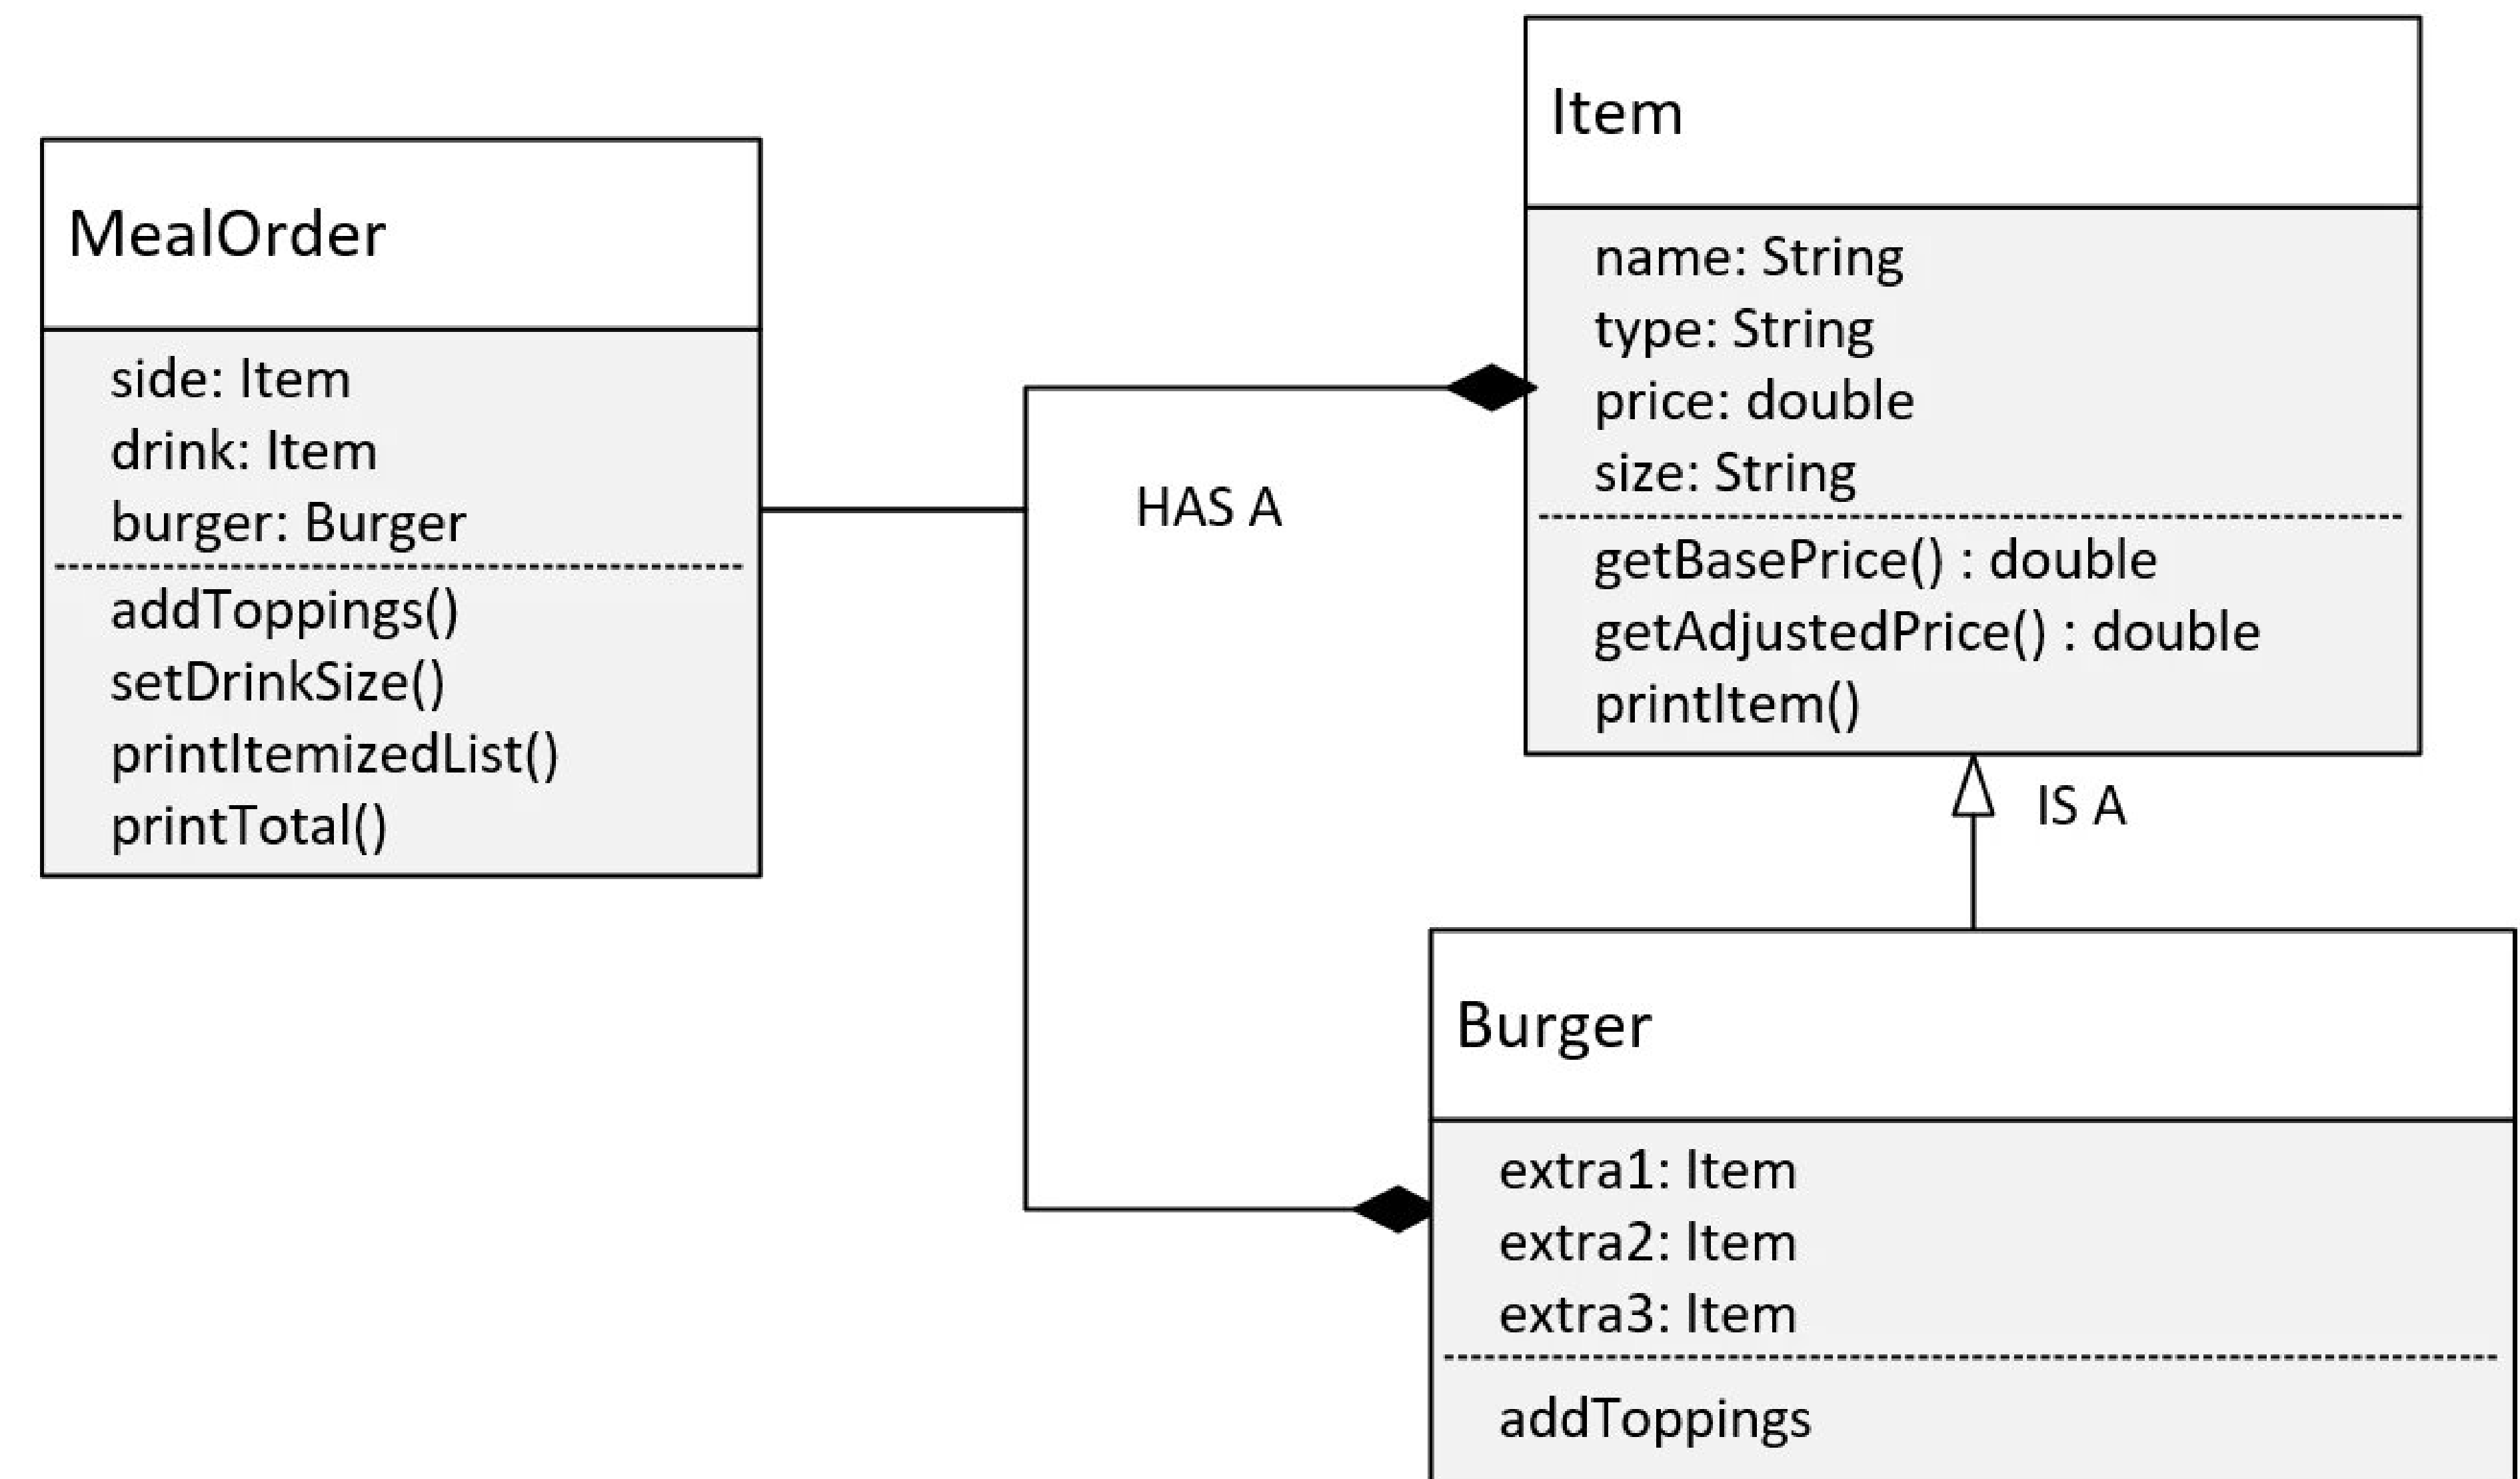 MealOrder
side: Item
drink: Item
burger: Burger
addToppings()
setDrinkSize()
printItemizedList()
printTotal()
HAS A
Item
name: String
type: String
price: double
size: String
getBasePrice() : double
getAdjustedPrice() : double
printItem()
IS A
Burger
extra1: Item
extra2: Item
extra3: Item
addToppings